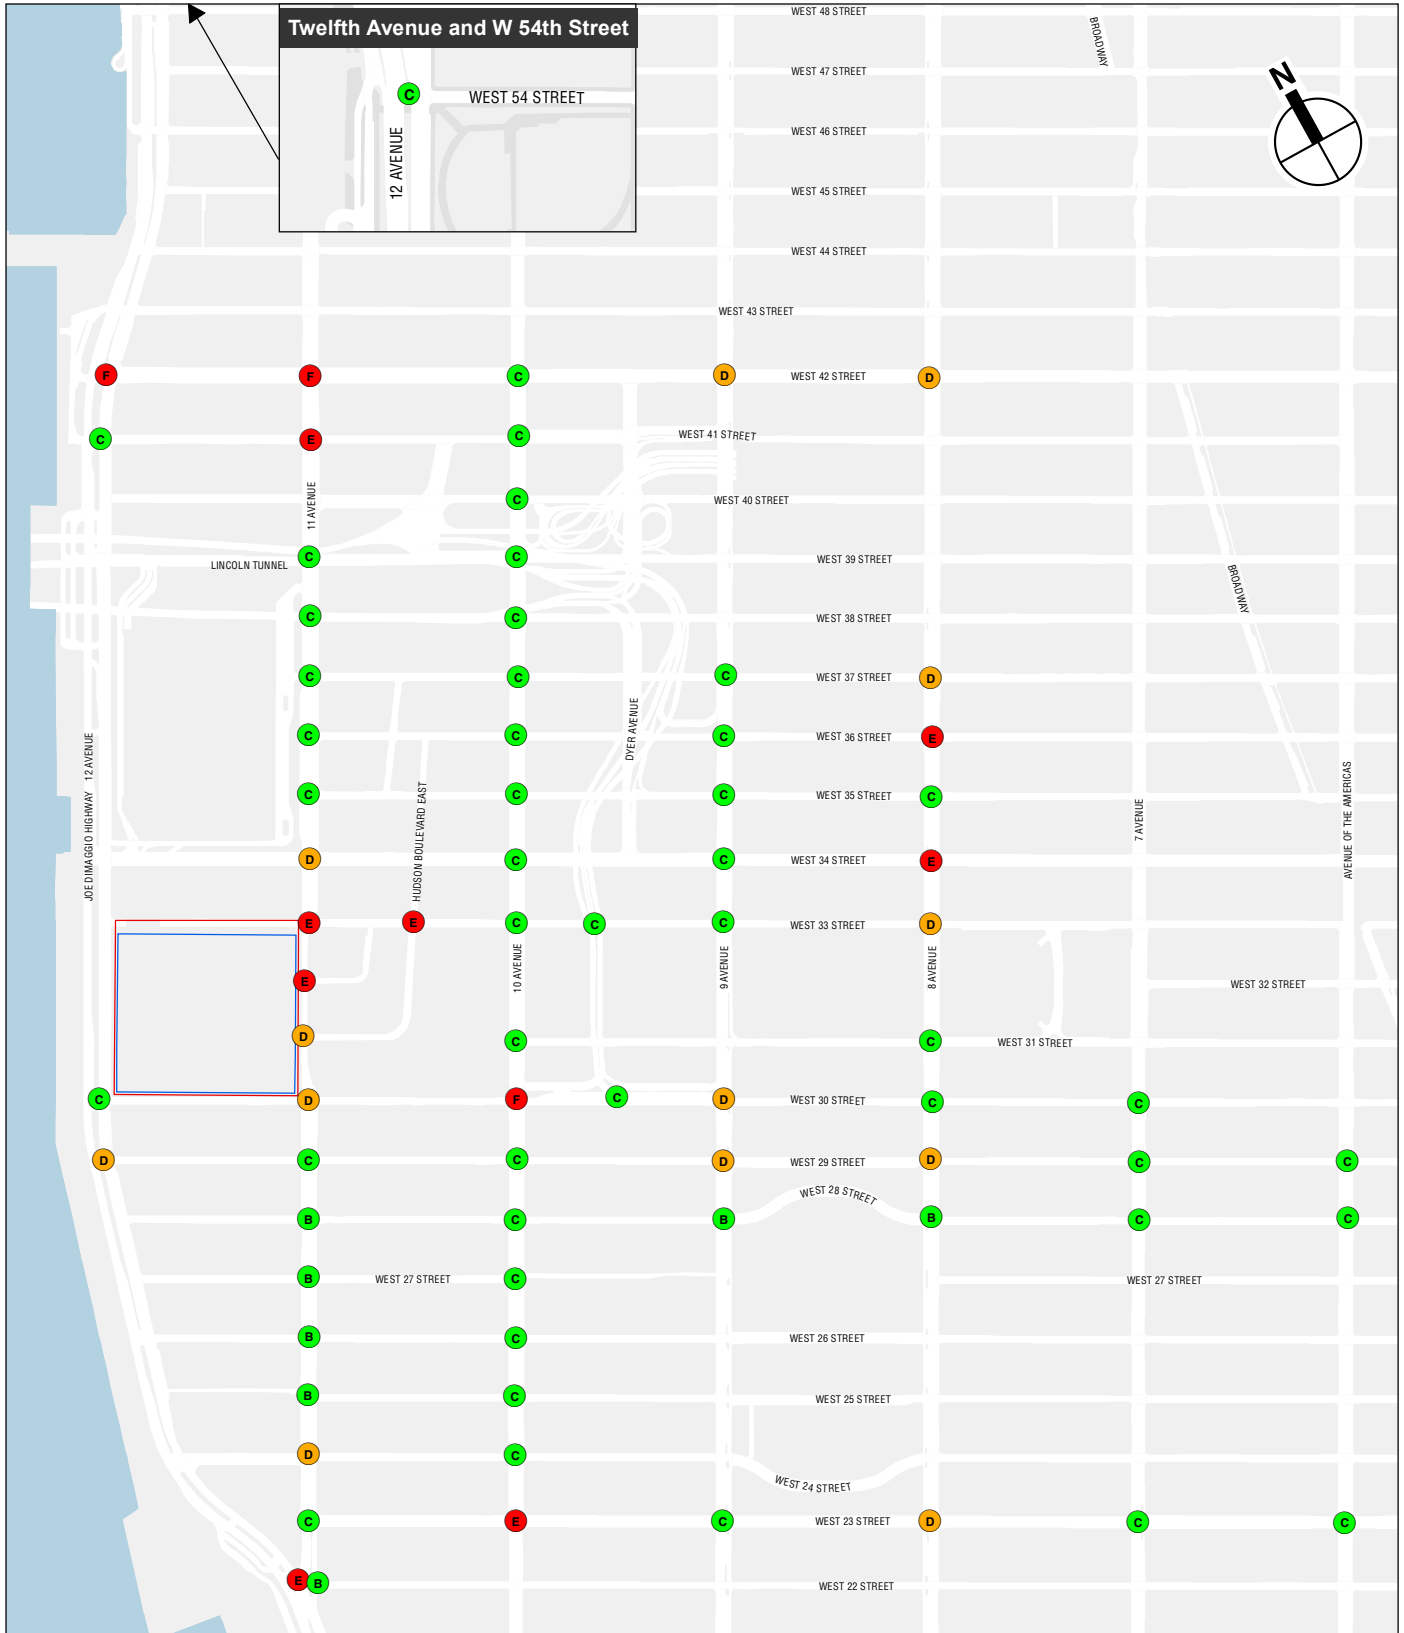 WEST 48 STREET
BROADWAY
Twelfth Avenue and W 54th Street
C
WEST 54 STREET
12 AVENUE
N
WEST 47 STREET
WEST 46 STREET
WEST 45 STREET
WEST 44 STREET
WEST 43 STREET
F F C D WEST 42 STREET D
C E C WEST 41 STREET
11 AVENUE
C WEST 40 STREET
LINCOLN TUNNEL C C WEST 39 STREET
BROADWAY
C C WEST 38 STREET
C C C WEST 37 STREET D
DYER AVENUE
C C C WEST 36 STREET E
JOE DIMAGGIO HIGHWAY 12 AVENUE
HUDSON BOULEVARD EAST
7 AVENUE
AVENUE OF THE AMERICAS
C C C WEST 35 STREET C
D C C WEST 34 STREET E
E E C C C WEST 33 STREET D
10 AVENUE
9 AVENUE
8 AVENUE
E WEST 32 STREET
D C C WEST 31 STREET
C D F C D WEST 30 STREET C C
D C C D WEST 29 STREET D C C
B C B WEST 28 STREET B C C
B WEST 27 STREET C WEST 27 STREET
B C WEST 26 STREET
B C WEST 25 STREET
D C WEST 24 STREET
C E C WEST 23 STREET D C C
E B WEST 22 STREET